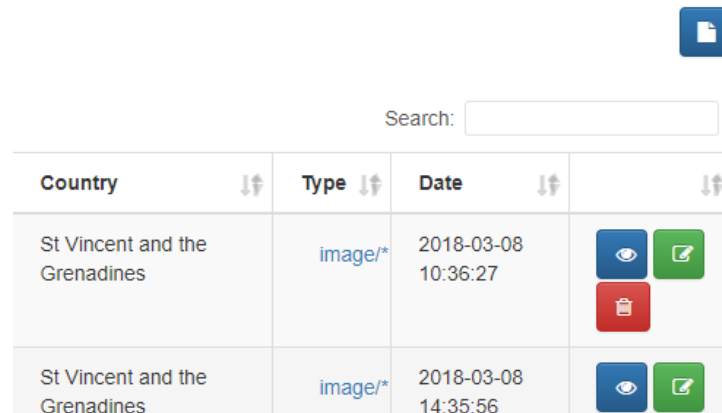 Search:
Country Type Date
St Vincent and the
Grenadines
image/*
2018-03-08
10:36:27
St Vincent and the
Grenadines
image/*
2018-03-08
14:35:56